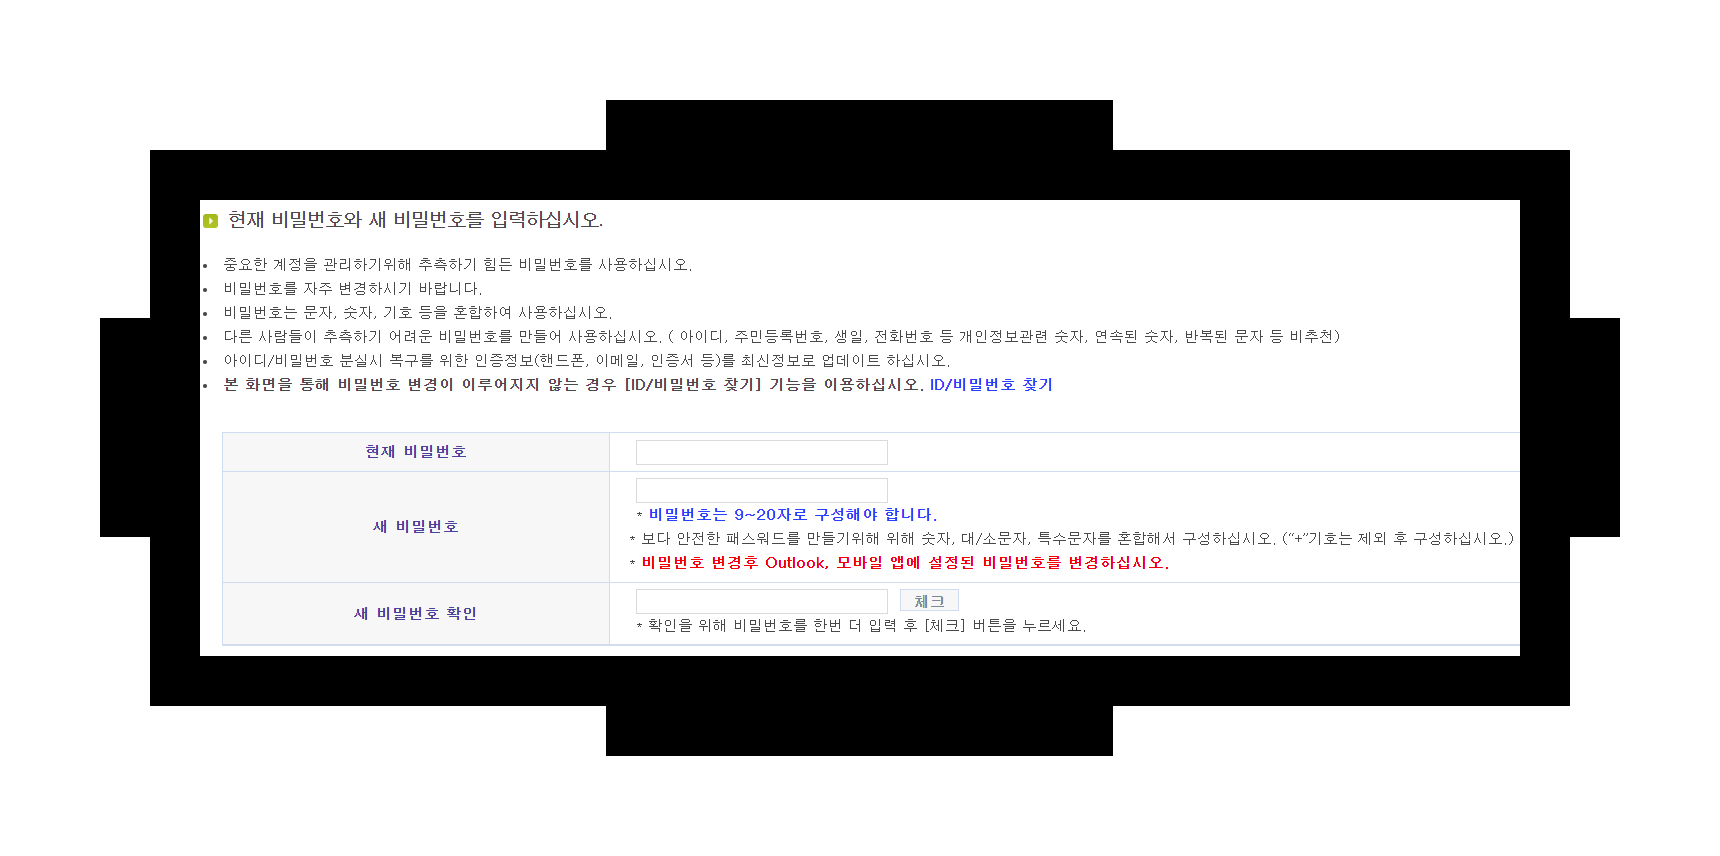 현재 비밀번호와 새 비밀번호를 입력하십시오.
• 중요한 계정을 관리하기위해 추측하기 힘든 비밀번호를 사용하십시오.
• 비밀번호를 자주 변경하시기 바랍니다.
• 비밀번호는 문자, 숫자, 기호 등을 혼합하여 사용하십시오.
• 다른 사람들이 추측하기 어려운 비밀번호를 만들어 사용하십시오. ( 아이디, 주민등록번호, 생일, 전화번호 등 개인정보관련 숫자, 연속된 숫자, 반복된 문자 등 비추천)
• 아이디/비밀번호 분실시 복구를 위한 인증정보(핸드폰, 이메일, 인증서 등)를 최신정보로 업데이트 하십시오.
• 본 화면을 통해 비밀번호 변경이 이루어지지 않는 경우 [ID/비밀번호 찾기] 기능을 이용하십시오. ID/비밀번호 찾기
현재 비밀번호
새 비밀번호
* 비밀번호는 9~20자로 구성해야 합니다.
* 보다 안전한 패스워드를 만들기위해 위해 숫자, 대/소문자, 특수문자를 혼합해서 구성하십시오. ("+"기호는 제외 후 구성하십시오.)
* 비밀번호 변경후 Outlook, 모바일 앱에 설정된 비밀번호를 변경하십시오.
새 비밀번호 확인
체크
* 확인을 위해 비밀번호를 한번 더 입력 후 [체크] 버튼을 누르세요.